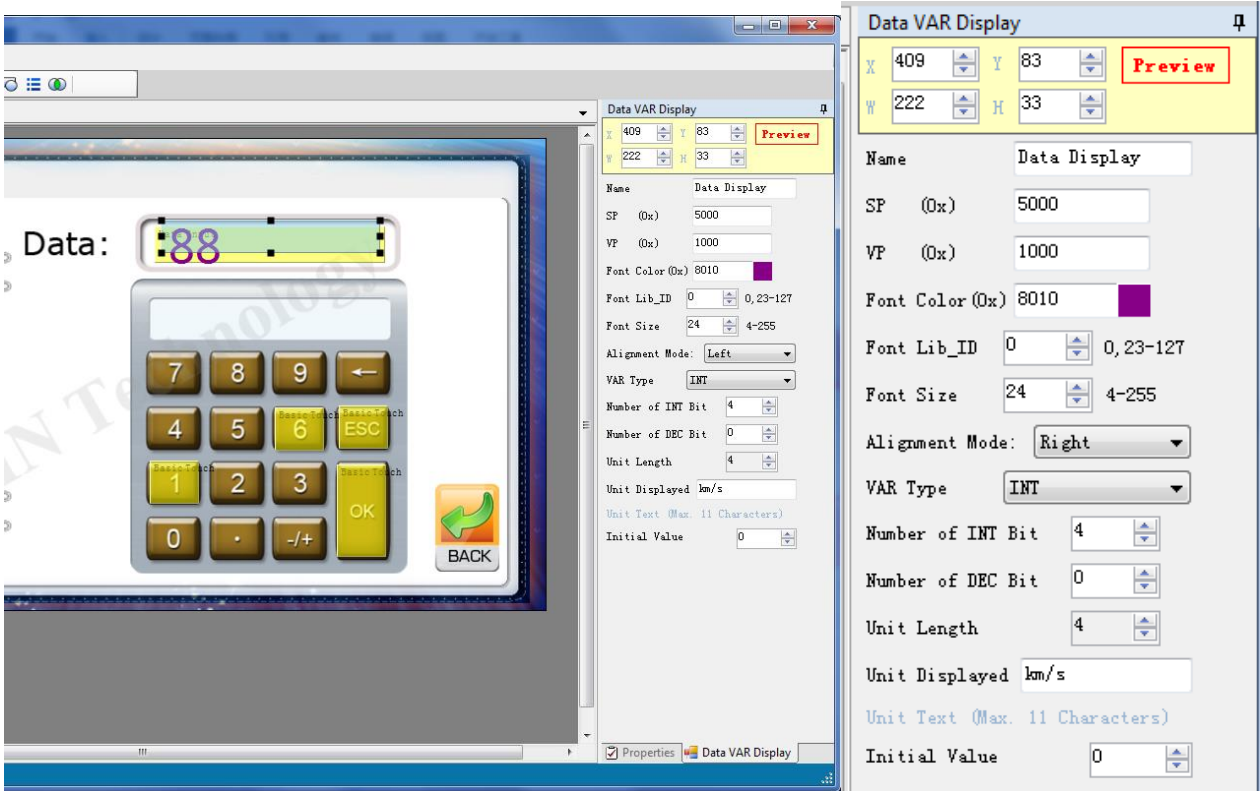 Data VAR Display
X 409 Y 83 Preview
W 222 H 33
Name Data Display
SP (0x) 5000
VP (0x) 1000
Font Color(0x) 8010
Font Lib_ID 0 0,23-127
Font Size 24 4-255
Alignment Mode: Left
VAR Type INT
Number of INT Bit 4
Number of DEC Bit 0
Unit Length 4
Unit Displayed km/s
Unit Text (Max. 11 Characters)
Initial Value 0
Properties Data VAR Display
Data: 88
7 8 9 ←
4 5 6 ESC
Basic Touch Basic Touch
1 2 3 OK
Basic Touch Basic Touch
0 . -/+
BACK
N Technology
Data VAR Display
X 409 Y 83 Preview
W 222 H 33
Name Data Display
SP (0x) 5000
VP (0x) 1000
Font Color(0x) 8010
Font Lib_ID 0 0,23-127
Font Size 24 4-255
Alignment Mode: Right
VAR Type INT
Number of INT Bit 4
Number of DEC Bit 0
Unit Length 4
Unit Displayed km/s
Unit Text (Max. 11 Characters)
Initial Value 0